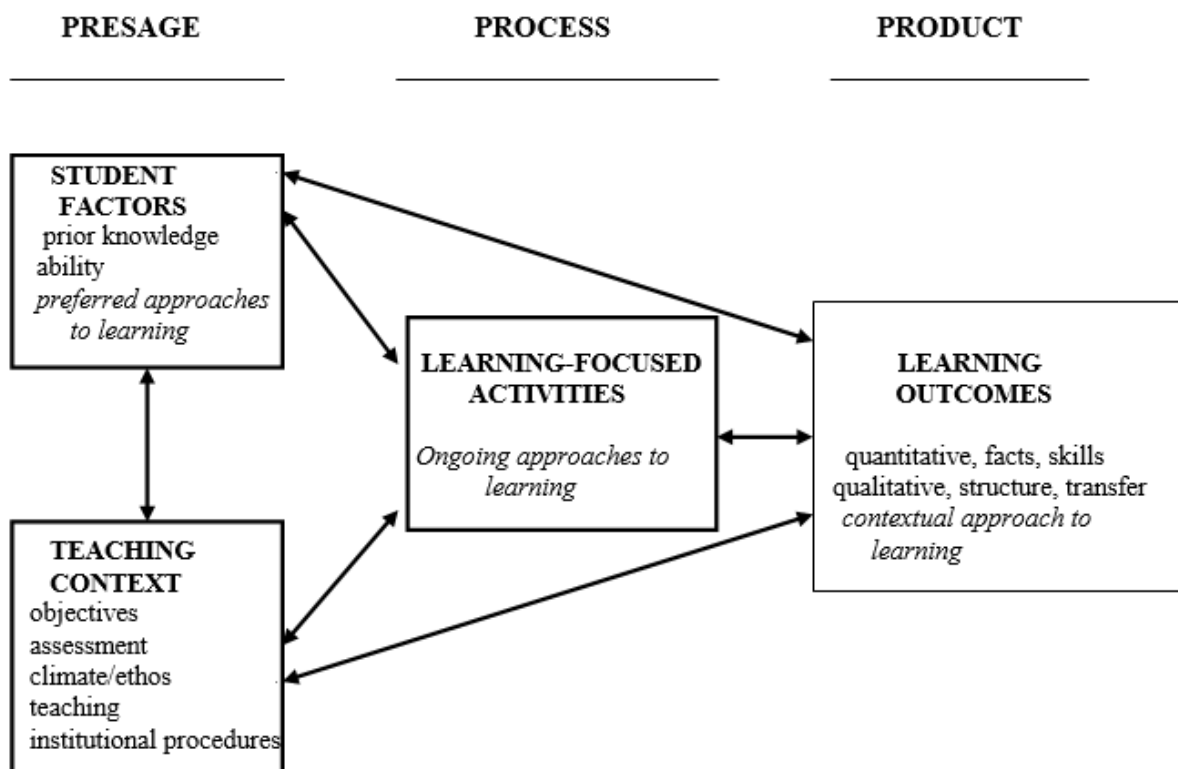 PRESAGE
PROCESS
PRODUCT
STUDENT
FACTORS
prior knowledge
ability
preferred approaches
to learning
LEARNING-FOCUSED
ACTIVITIES
Ongoing approaches to
learning
LEARNING
OUTCOMES
quantitative, facts, skills
qualitative, structure, transfer
contextual approach to
learning
TEACHING
CONTEXT
objectives
assessment
climate/ethos
teaching
institutional procedures